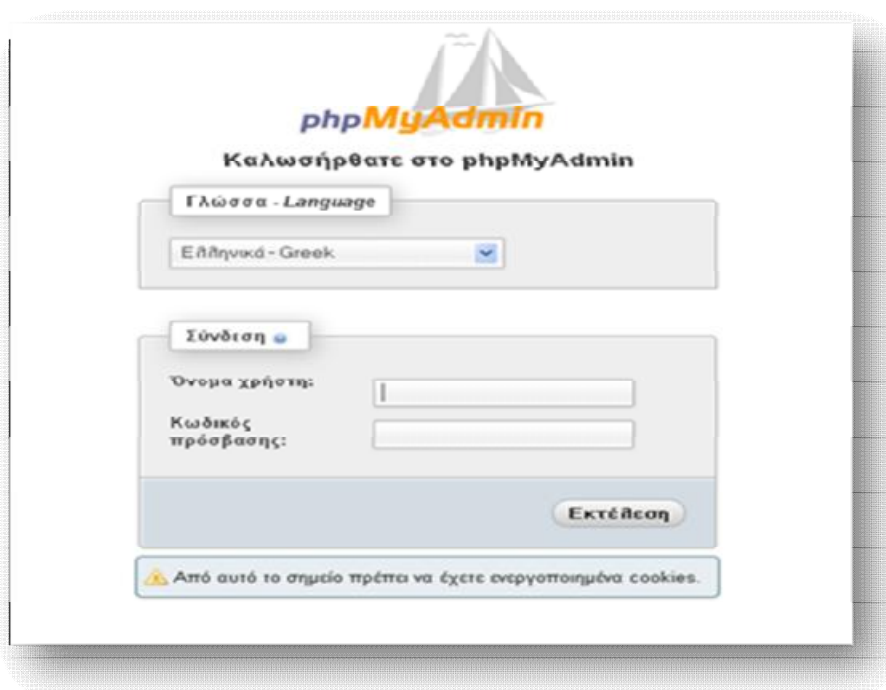 phpMyAdmin
Καλωσήρθατε στο phpMyAdmin
Γλώσσα - Language
Ελληνικά - Greek
Σύνδεση
Όνομα χρήστη:
Κωδικός
πρόσβασης:
Εκτέλεση
Από αυτό το σημείο πρέπει να έχετε ενεργοποιημένα cookies.